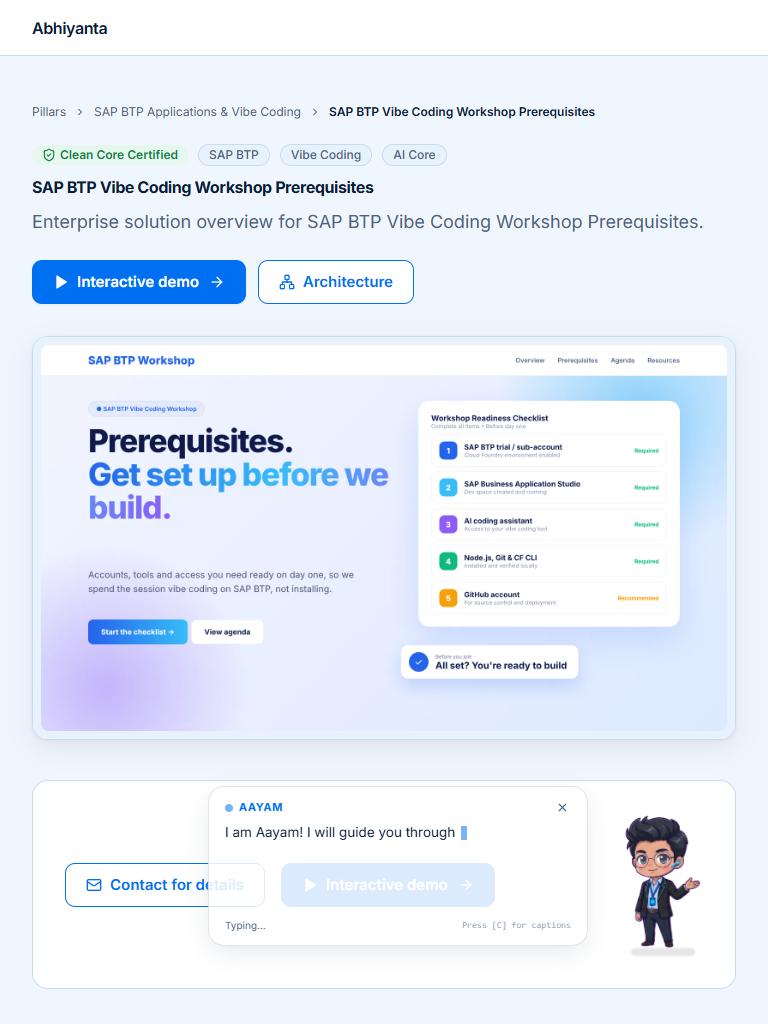 Abhiyanta
Pillars > SAP BTP Applications & Vibe Coding > SAP BTP Vibe Coding Workshop Prerequisites
Clean Core Certified SAP BTP Vibe Coding AI Core
SAP BTP Vibe Coding Workshop Prerequisites
Enterprise solution overview for SAP BTP Vibe Coding Workshop Prerequisites.
Interactive demo → Architecture
SAP BTP Workshop
Overview Prerequisites Agenda Resources
SAP BTP Vibe Coding Workshop
Prerequisites.
Get set up before we
build.
Accounts, tools and access you need ready on day one, so we
spend the session vibe coding on SAP BTP, not installing.
Start the checklist → View agenda
Workshop Readiness Checklist
Complete all items • Before day one
1 SAP BTP trial / sub-account Required
Cloud Foundry environment enabled
2 SAP Business Application Studio Required
Dev space created and running
3 AI coding assistant Required
Access to your vibe coding tool
4 Node.js, Git & CF CLI Required
Installed and verified locally
5 GitHub account Recommended
For source control and deployment
Before you join
All set? You're ready to build
AAYAM
I am Aayam! I will guide you through
Contact for details Interactive demo →
Typing...
Press [C] for captions